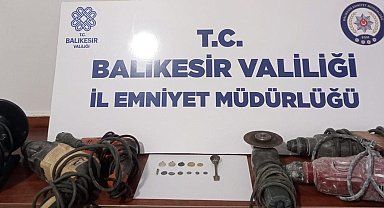 T.C.
BALIKESİR
VALİLİĞİ
T.C.
BALIKESİR VALİLİĞİ
İL EMNİYET MÜDÜRLÜĞÜ